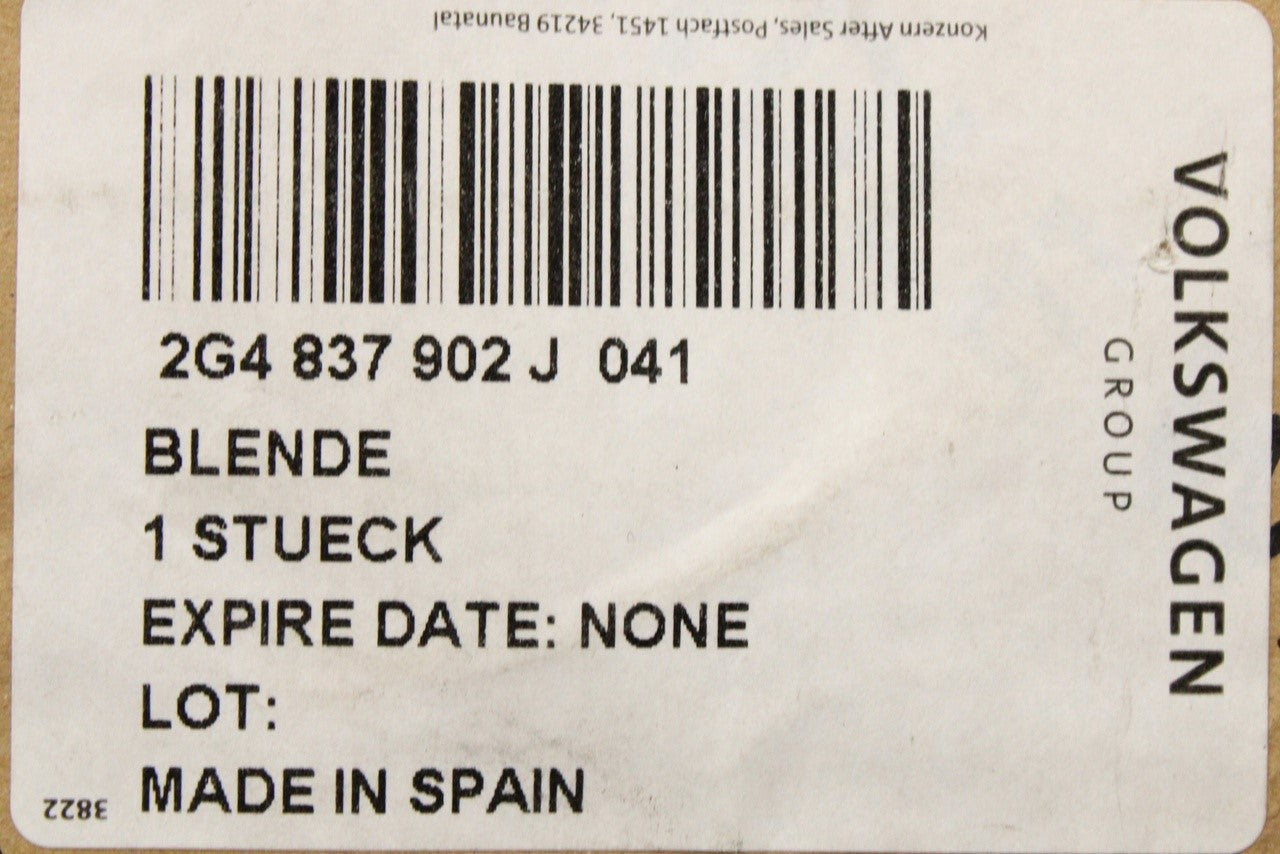 Konzern After Sales, Postfach 1451, 34219 Baunatal
2G4 837 902 J 041
BLENDE
1 STUECK
EXPIRE DATE: NONE
LOT:
MADE IN SPAIN
3822
VOLKSWAGEN
GROUP